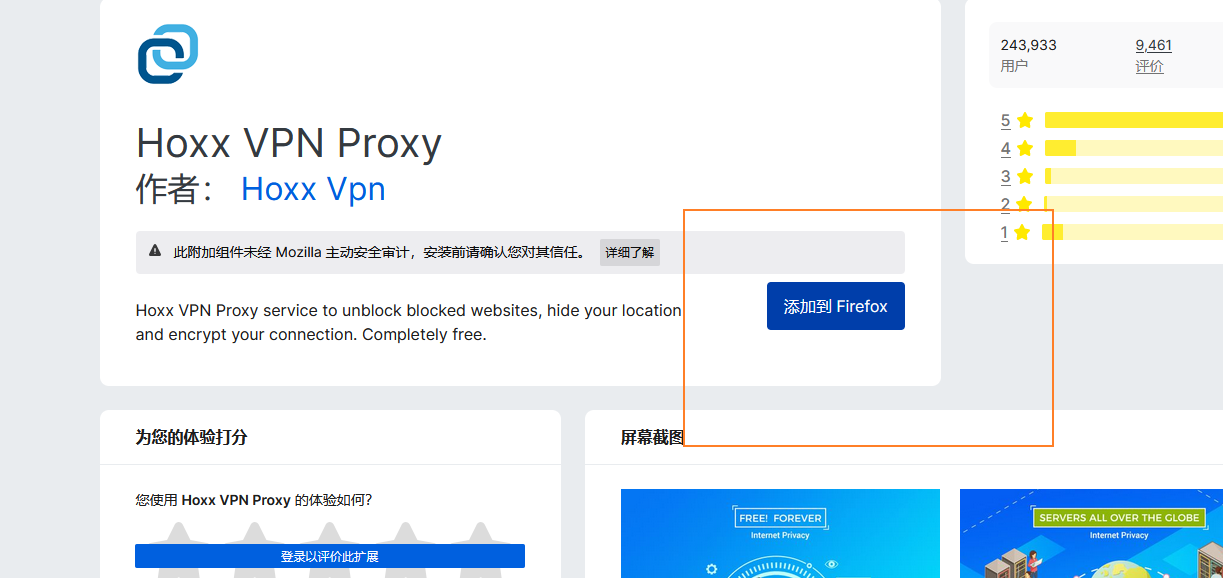 Hoxx VPN Proxy
作者： Hoxx Vpn
此附加组件未经 Mozilla 主动安全审计，安装前请确认您对其信任。 详细了解
Hoxx VPN Proxy service to unblock blocked websites, hide your location
and encrypt your connection. Completely free.
添加到 Firefox
243,933
用户
9,461
评价
5
4
3
2
1
为您的体验打分
您使用 Hoxx VPN Proxy 的体验如何？
登录以评价此扩展
屏幕截图
FREE! FOREVER
Internet Privacy
SERVERS ALL OVER THE GLOBE
Internet Privacy